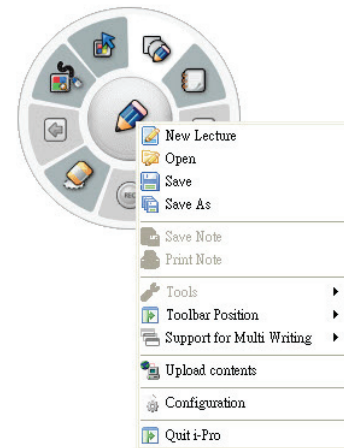 REC
New Lecture
Open
Save
Save As
Save Note
Print Note
Tools
Toolbar Position
Support for Multi Writing
Upload contents
Configuration
Quit i-Pro